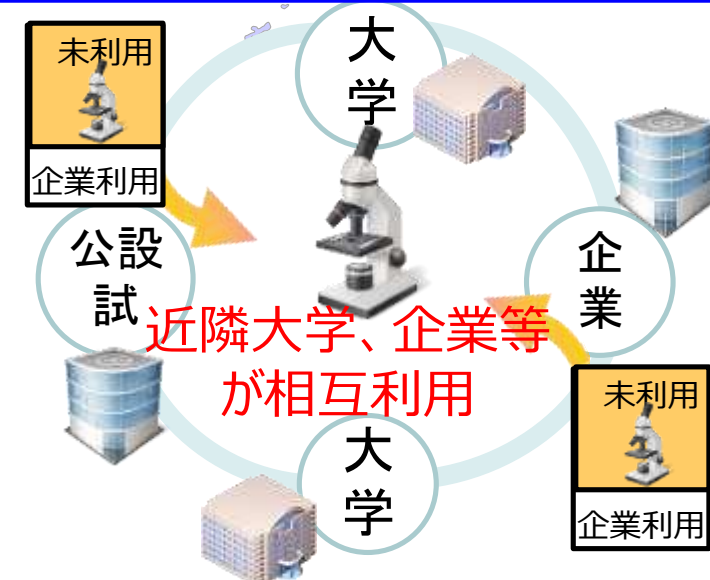 未利用
企業利用
大
学
公設
試
企
業
近隣大学、企業等
が相互利用
未利用
企業利用
大
学